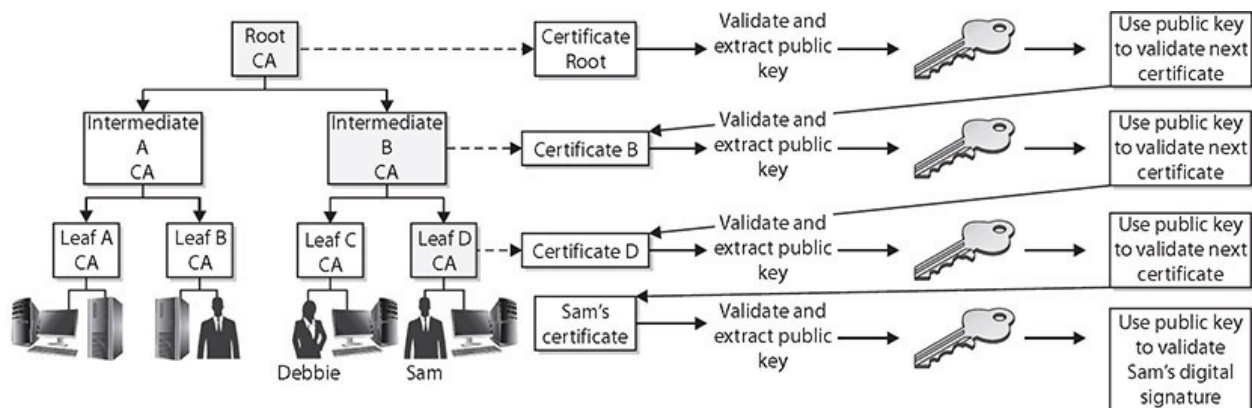 Root
CA
Certificate
Root
Validate and
extract public
key
Use public key
to validate next
certificate
Intermediate
A
CA
Intermediate
B
CA
Certificate B
Validate and
extract public
key
Use public key
to validate next
certificate
Leaf A
CA
Leaf B
CA
Leaf C
CA
Leaf D
CA
Certificate D
Validate and
extract public
key
Use public key
to validate next
certificate
Debbie
Sam
Sam's
certificate
Validate and
extract public
key
Use public key
to validate
Sam's digital
signature